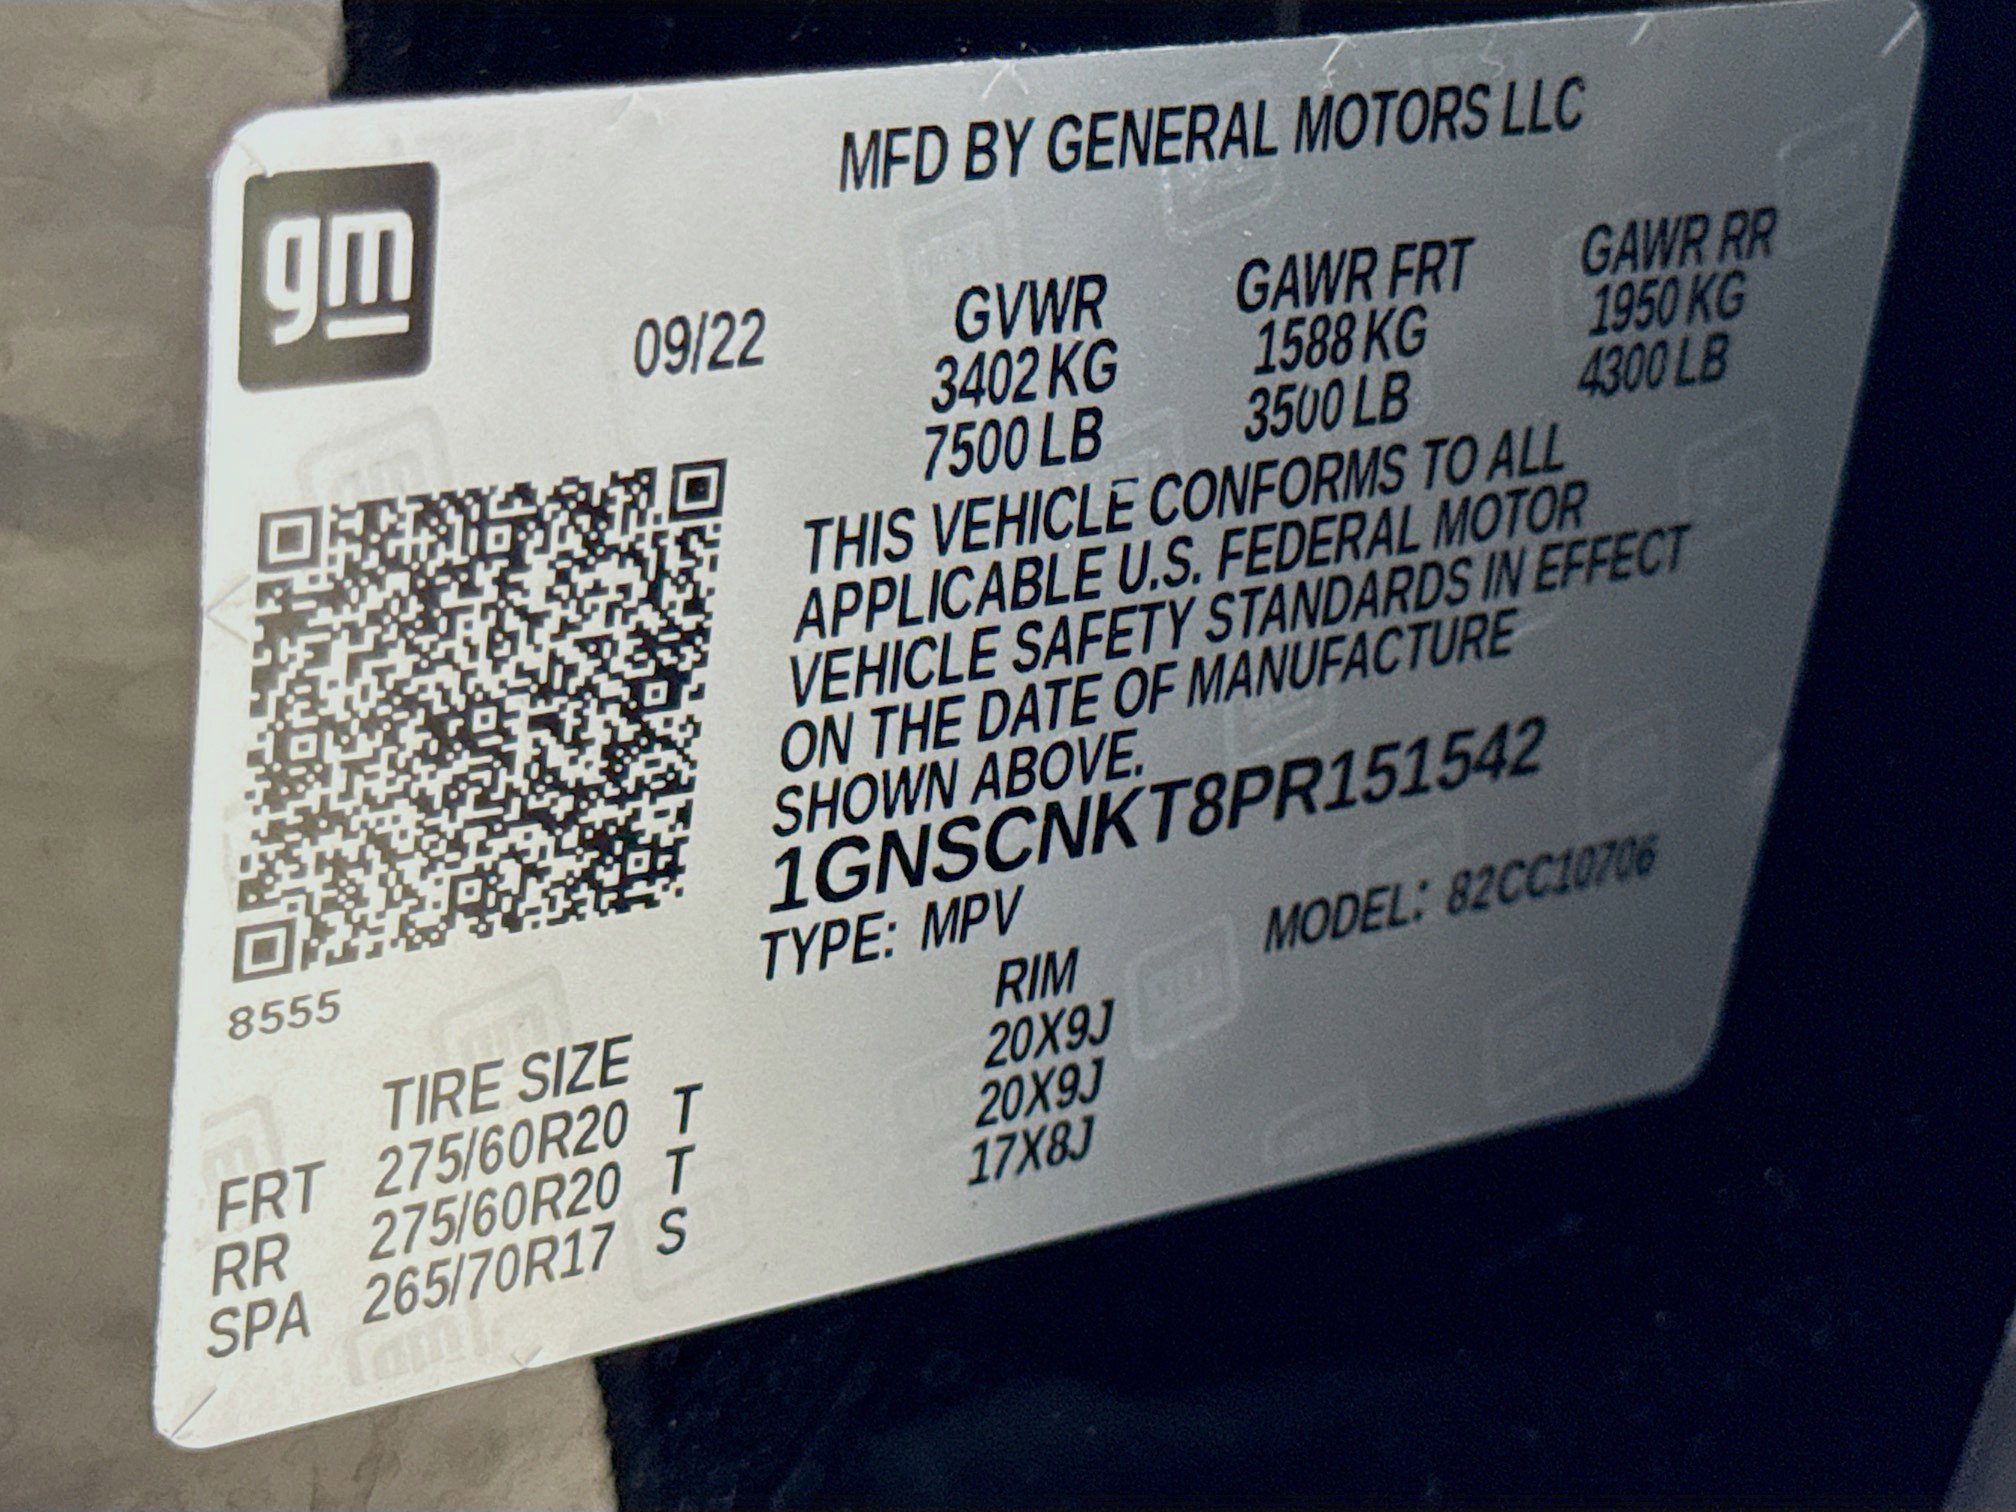 gm
MFD BY GENERAL MOTORS LLC
09/22
GVWR GAWR FRT GAWR RR
3402 KG 1588 KG 1950 KG
7500 LB 3500 LB 4300 LB
THIS VEHICLE CONFORMS TO ALL
APPLICABLE U.S. FEDERAL MOTOR
VEHICLE SAFETY STANDARDS IN EFFECT
ON THE DATE OF MANUFACTURE
SHOWN ABOVE.
1GNSCNKT8PR151542
TYPE: MPV MODEL: 82CC10706
8555
TIRE SIZE RIM
FRT 275/60R20 T 20X9J
RR 275/60R20 T 20X9J
SPA 265/70R17 S 17X8J